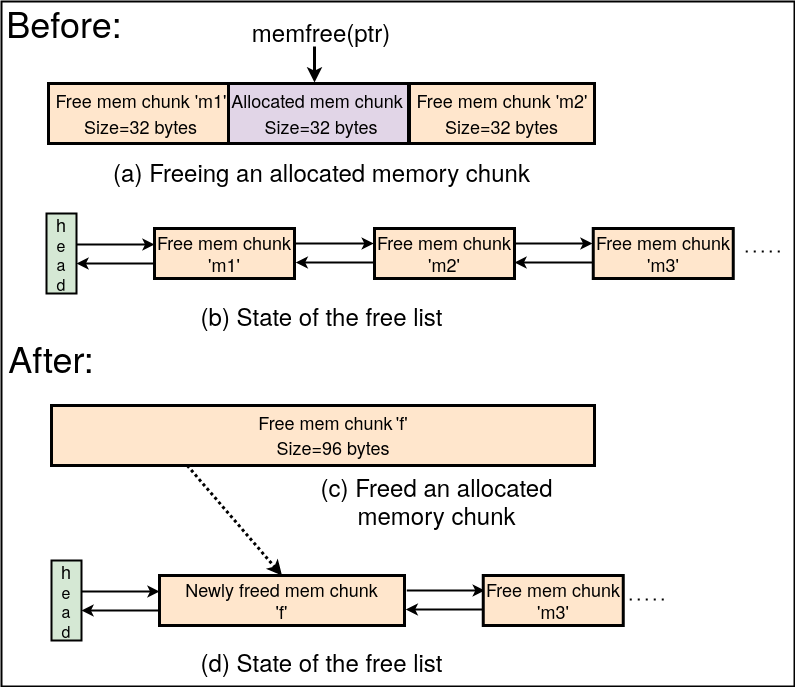 Before:
memfree(ptr)
Free mem chunk 'm1'
Size=32 bytes
Allocated mem chunk
Size=32 bytes
Free mem chunk 'm2'
Size=32 bytes
(a) Freeing an allocated memory chunk
head
Free mem chunk
'm1'
Free mem chunk
'm2'
Free mem chunk
'm3'
.....
(b) State of the free list
After:
Free mem chunk 'f'
Size=96 bytes
(c) Freed an allocated
memory chunk
head
Newly freed mem chunk
'f'
Free mem chunk
'm3'
.....
(d) State of the free list